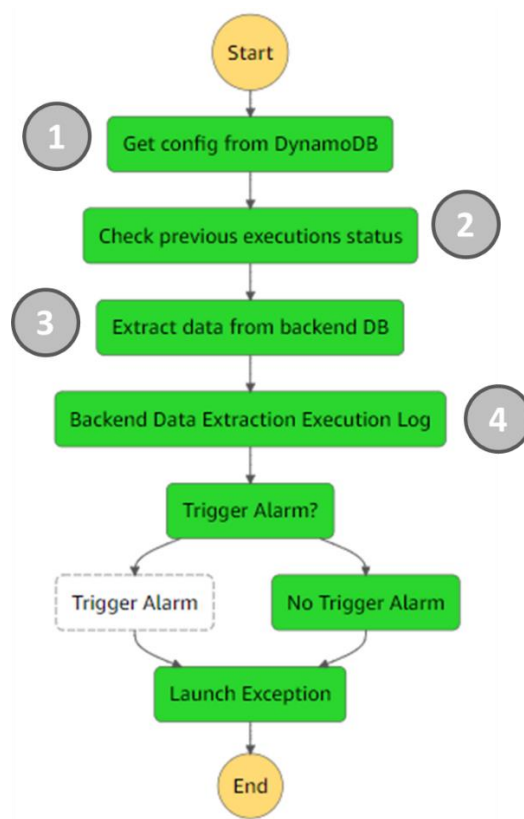 Start
1
Get config from DynamoDB
Check previous executions status
2
3
Extract data from backend DB
Backend Data Extraction Execution Log
4
Trigger Alarm?
Trigger Alarm
No Trigger Alarm
Launch Exception
End